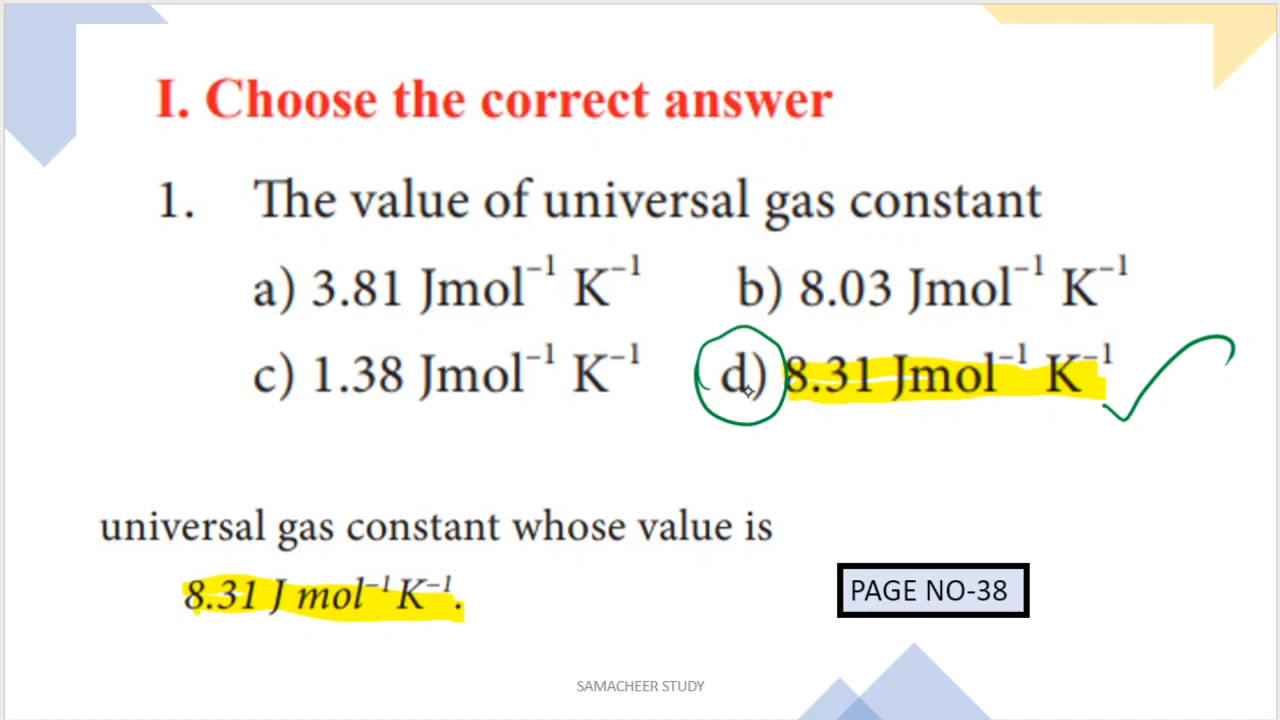 I. Choose the correct answer
1. The value of universal gas constant
a) 3.81 Jmol⁻¹ K⁻¹ b) 8.03 Jmol⁻¹ K⁻¹
c) 1.38 Jmol⁻¹ K⁻¹ d) 8.31 Jmol⁻¹ K⁻¹
universal gas constant whose value is
8.31 J mol⁻¹ K⁻¹.
PAGE NO-38
SAMACHEER STUDY